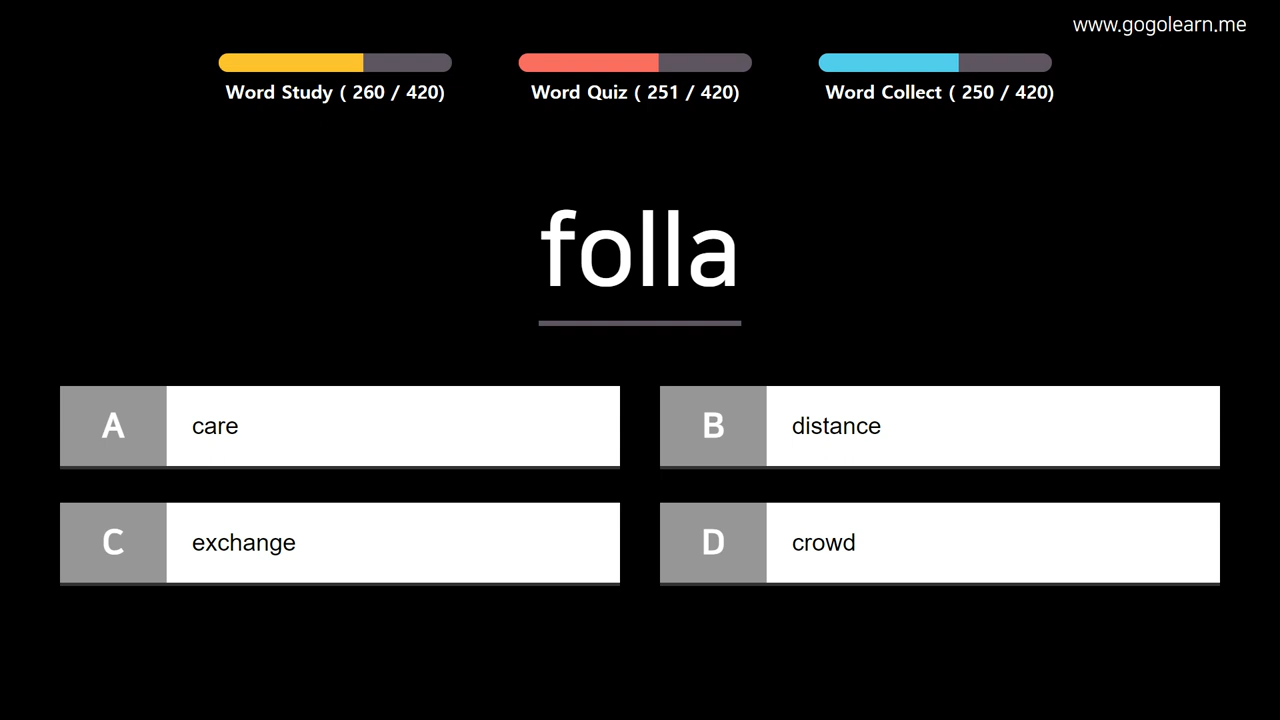 www.gogolearn.me
Word Study ( 260 / 420)
Word Quiz ( 251 / 420)
Word Collect ( 250 / 420)
folla
A care
B distance
C exchange
D crowd